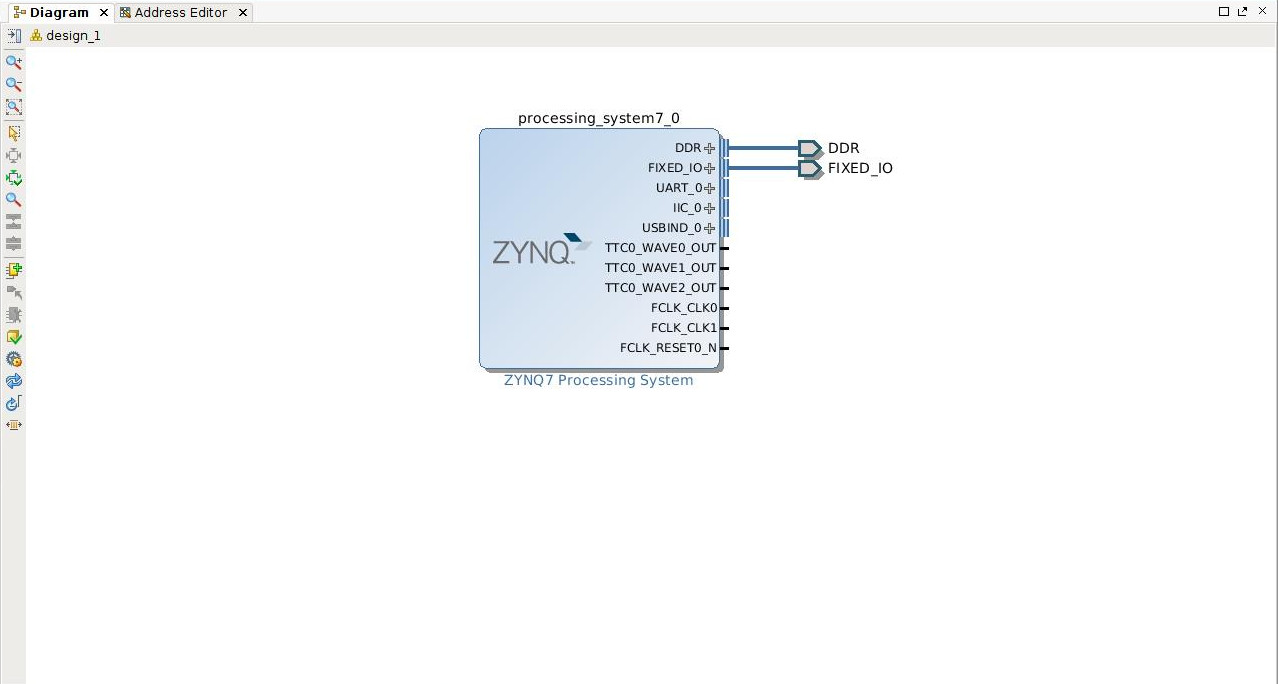 Diagram
Address Editor
design_1
processing_system7_0
DDR
FIXED_IO
UART_0
IIC_0
USBIND_0
TTC0_WAVE0_OUT
TTC0_WAVE1_OUT
TTC0_WAVE2_OUT
FCLK_CLK0
FCLK_CLK1
FCLK_RESET0_N
ZYNQ
ZYNQ7 Processing System
DDR
FIXED_IO